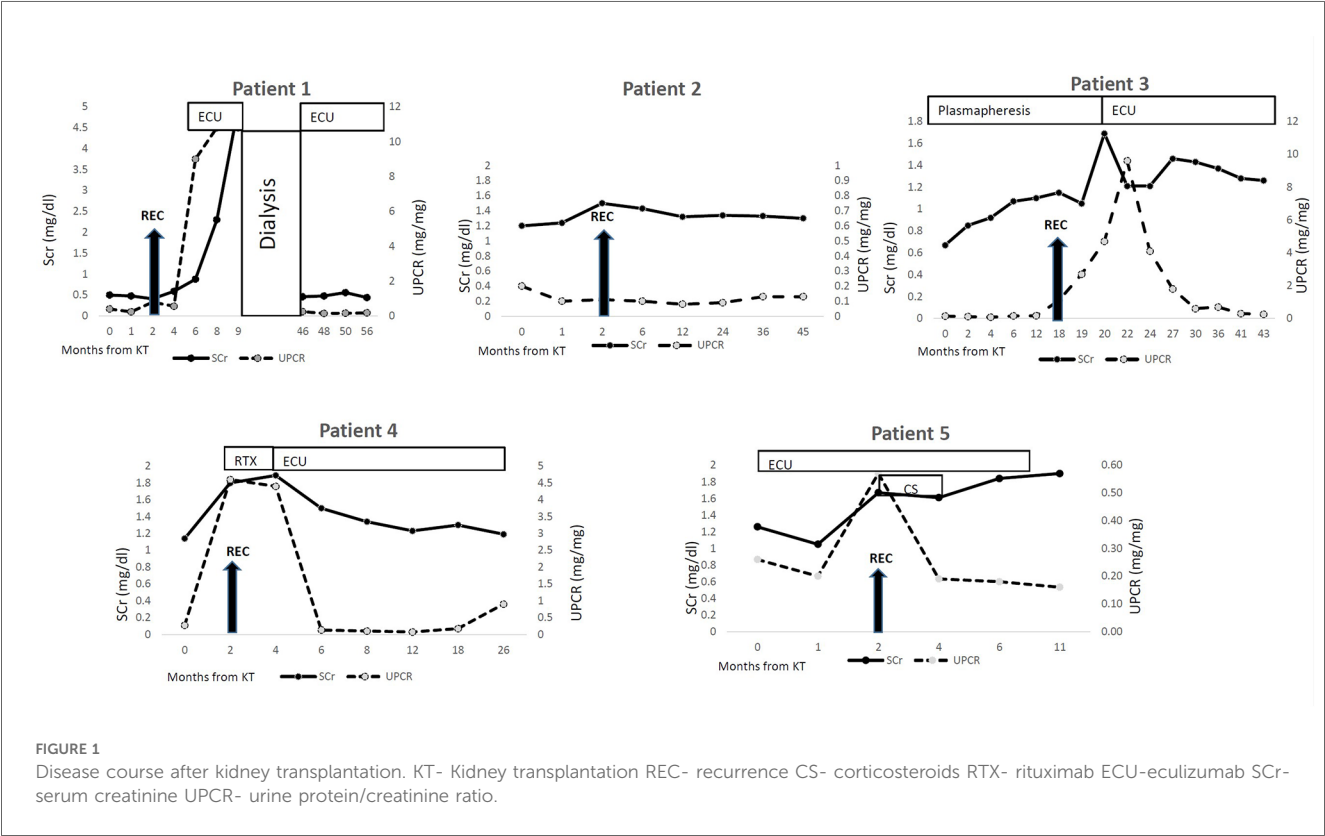 Patient 1
ECU
ECU
5
4.5
4
3.5
3
2.5
2
1.5
1
0.5
0
Scr (mg/dl)
REC
Dialysis
12
10
8
6
4
2
0
UPCR (mg/mg)
0 1 2 4 6 8 9 46 48 50 56
Months from KT
SCr UPCR
Patient 2
2
1.8
1.6
1.4
1.2
1
0.8
0.6
0.4
0.2
0
SCr (mg/dl)
REC
1
0.9
0.8
0.7
0.6
0.5
0.4
0.3
0.2
0.1
0
UPCR (mg/mg)
0 1 2 6 12 24 36 45
Months from KT
SCr UPCR
Patient 3
Plasmapheresis ECU
1.8
1.6
1.4
1.2
1
0.8
0.6
0.4
0.2
0
Scr (mg/dl)
REC
12
10
8
6
4
2
0
UPCR (mg/mg)
0 2 4 6 12 18 19 20 22 24 27 30 36 41 43
Months from KT
SCr UPCR
Patient 4
RTX ECU
2
1.8
1.6
1.4
1.2
1
0.8
0.6
0.4
0.2
0
SCr (mg/dl)
REC
5
4.5
4
3.5
3
2.5
2
1.5
1
0.5
0
UPCR (mg/mg)
0 2 4 6 8 12 18 26
Months from KT
SCr UPCR
Patient 5
ECU
CS
2
1.8
1.6
1.4
1.2
1
0.8
0.6
0.4
0.2
0
SCr (mg/dl)
REC
0.60
0.50
0.40
0.30
0.20
0.10
0.00
UPCR (mg/mg)
0 1 2 4 6 11
Months from KT
SCr UPCR
FIGURE 1
Disease course after kidney transplantation. KT- Kidney transplantation REC- recurrence CS- corticosteroids RTX- rituximab ECU-eculizumab SCr-
serum creatinine UPCR- urine protein/creatinine ratio.